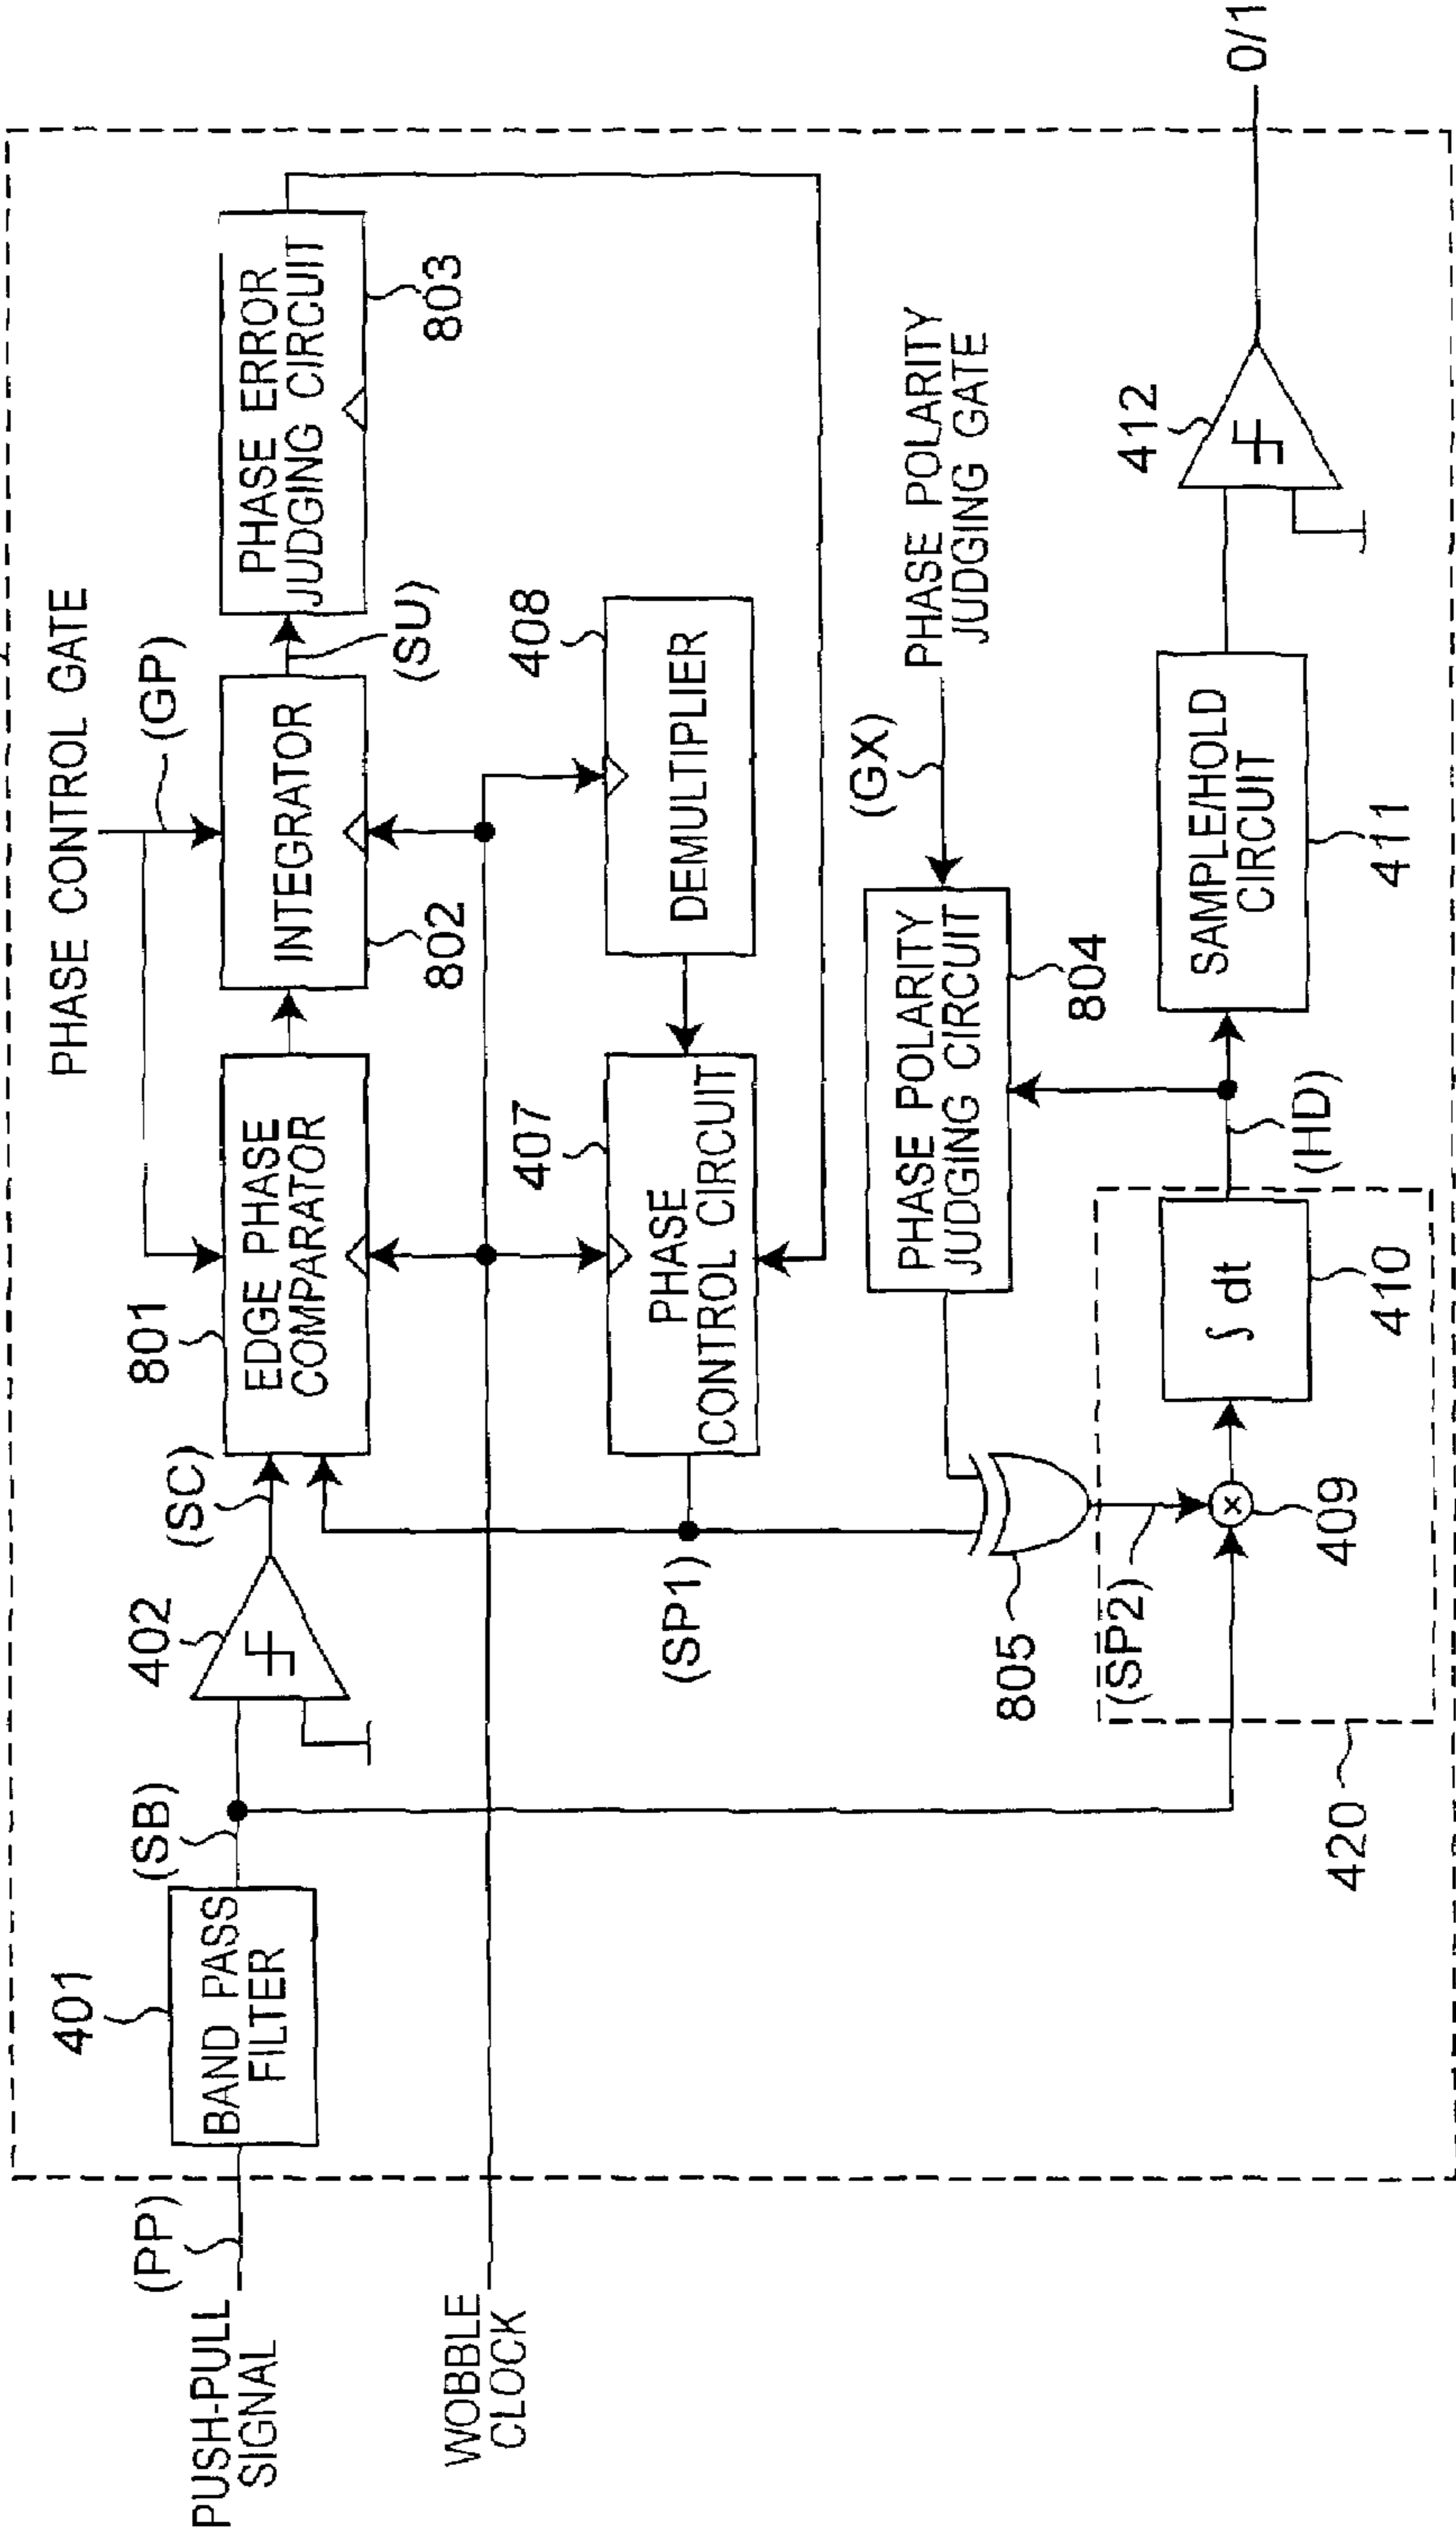 PHASE CONTROL GATE
(GP)
801
EDGE PHASE
COMPARATOR
INTEGRATOR
802
(SU)
PHASE ERROR
JUDGING CIRCUIT
803
(PP)
PUSH-PULL
SIGNAL
401
BAND PASS
FILTER
(SB)
402
(SC)
WOBBLE
CLOCK
407
PHASE
CONTROL CIRCUIT
408
DEMULTIPLIER
(SP1)
(GX)
PHASE POLARITY
JUDGING GATE
PHASE POLARITY
JUDGING CIRCUIT
804
805
(SP2)
409
∫ dt
410
420
(HD)
SAMPLE/HOLD
CIRCUIT
411
412
0/1